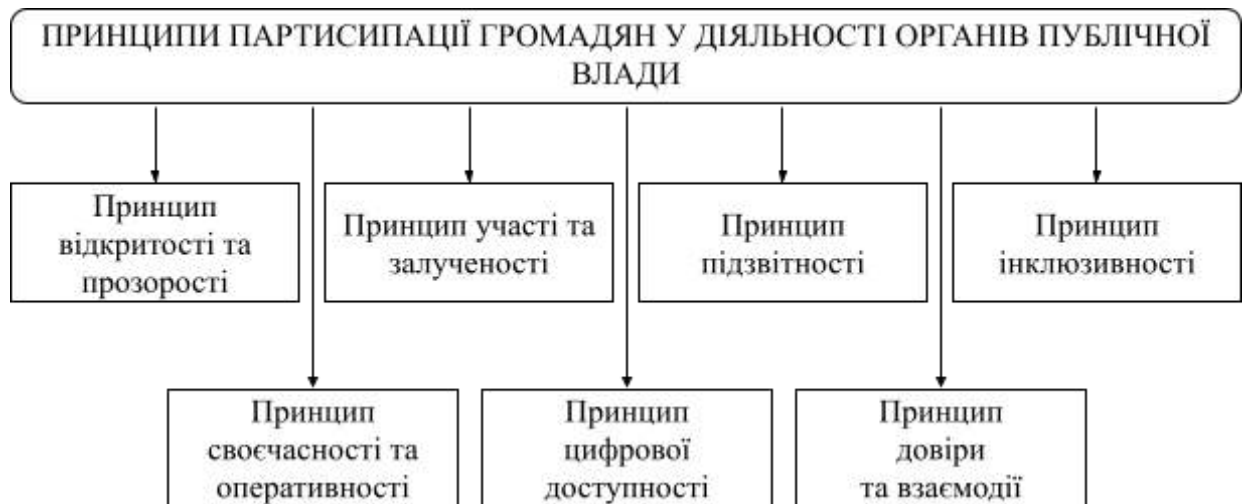 ПРИНЦИПИ ПАРТИСИПАЦІЇ ГРОМАДЯН У ДІЯЛЬНОСТІ ОРГАНІВ ПУБЛІЧНОЇ
ВЛАДИ
Принцип
відкритості та
прозорості
Принцип участі та
залученості
Принцип
підзвітності
Принцип
інклюзивності
Принцип
своєчасності та
оперативності
Принцип
цифрової
доступності
Принцип
довіри
та взаємодії